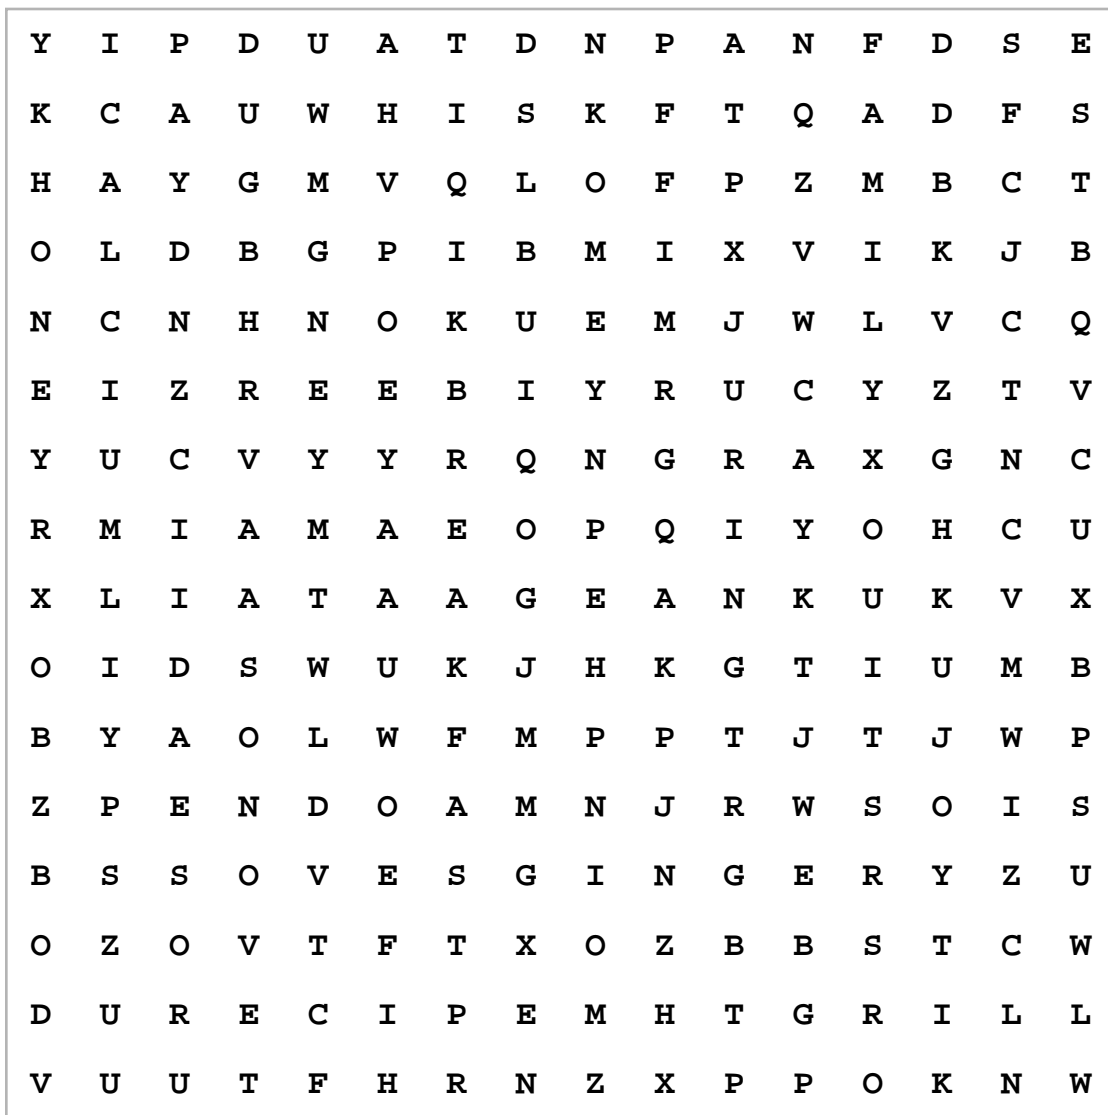 Y I P D U A T D N P A N F D S E
K C A U W H I S K F T Q A D F S
H A Y G M V Q L O F P Z M B C T
O L D B G P I B M I X V I K J B
N C N H N O K U E M J W L V C Q
E I Z R E E B I Y R U C Y Z T V
Y U C V Y Y R Q N G R A X G N C
R M I A M A E O P Q I Y O H C U
X L I A T A A G E A N K U K V X
O I D S W U K J H K G T I U M B
B Y A O L W F M P P T J T J W P
Z P E N D O A M N J R W S O I S
B S S O V E S G I N G E R Y Z U
O Z O V T F T X O Z B B S T C W
D U R E C I P E M H T G R I L L
V U U T F H R N Z X P P O K N W